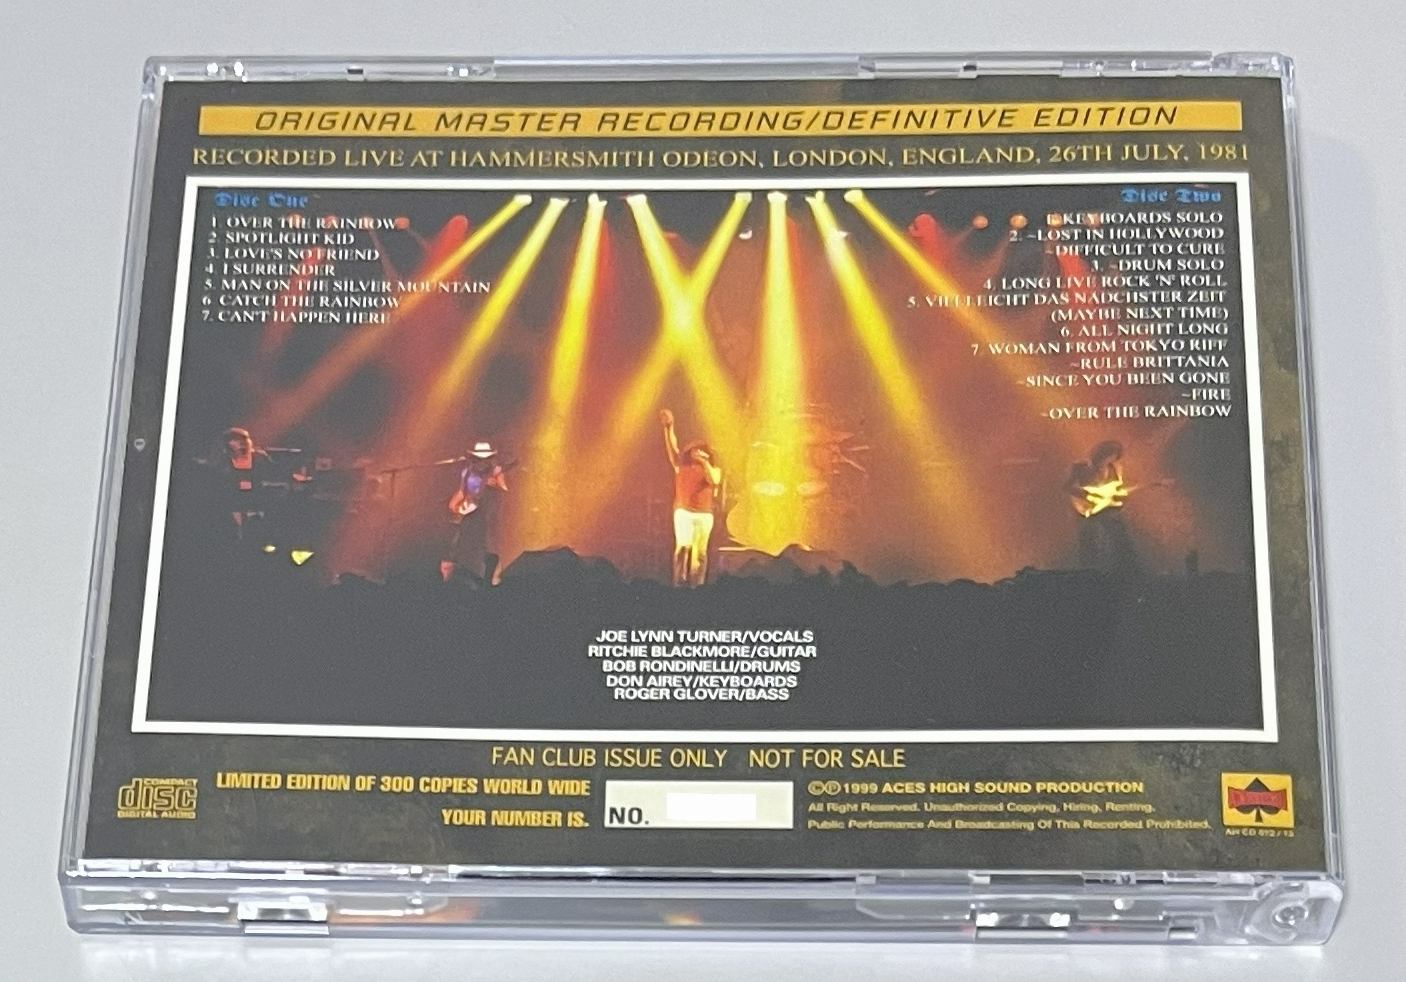 ORIGINAL MASTER RECORDING/DEFINITIVE EDITION
RECORDED LIVE AT HAMMERSMITH ODEON, LONDON, ENGLAND, 26TH JULY, 1981
Disc One
1. OVER THE RAINBOW
2. SPOTLIGHT KID
3. LOVE'S NO FRIEND
4. I SURRENDER
5. MAN ON THE SILVER MOUNTAIN
6. CATCH THE RAINBOW
7. CAN'T HAPPEN HERE
Disc Two
1. KEYBOARDS SOLO
2. ~LOST IN HOLLYWOOD
~DIFFICULT TO CURE
3. ~DRUM SOLO
4. LONG LIVE ROCK 'N' ROLL
5. VIELLEICHT DAS NÄDCHSTER ZEIT
(MAYBE NEXT TIME)
6. ALL NIGHT LONG
7. WOMAN FROM TOKYO RIFF
~RULE BRITTANIA
~SINCE YOU BEEN GONE
~FIRE
~OVER THE RAINBOW
JOE LYNN TURNER/VOCALS
RITCHIE BLACKMORE/GUITAR
BOB RONDINELLI/DRUMS
DON AIREY/KEYBOARDS
ROGER GLOVER/BASS
FAN CLUB ISSUE ONLY NOT FOR SALE
COMPACT
disc
DIGITAL AUDIO
LIMITED EDITION OF 300 COPIES WORLD WIDE
YOUR NUMBER IS.
NO.
©℗1999 ACES HIGH SOUND PRODUCTION
All Right Reserved. Unauthorized Copying, Hiring, Renting,
Public Performance And Broadcasting Of This Recorded Prohibited.